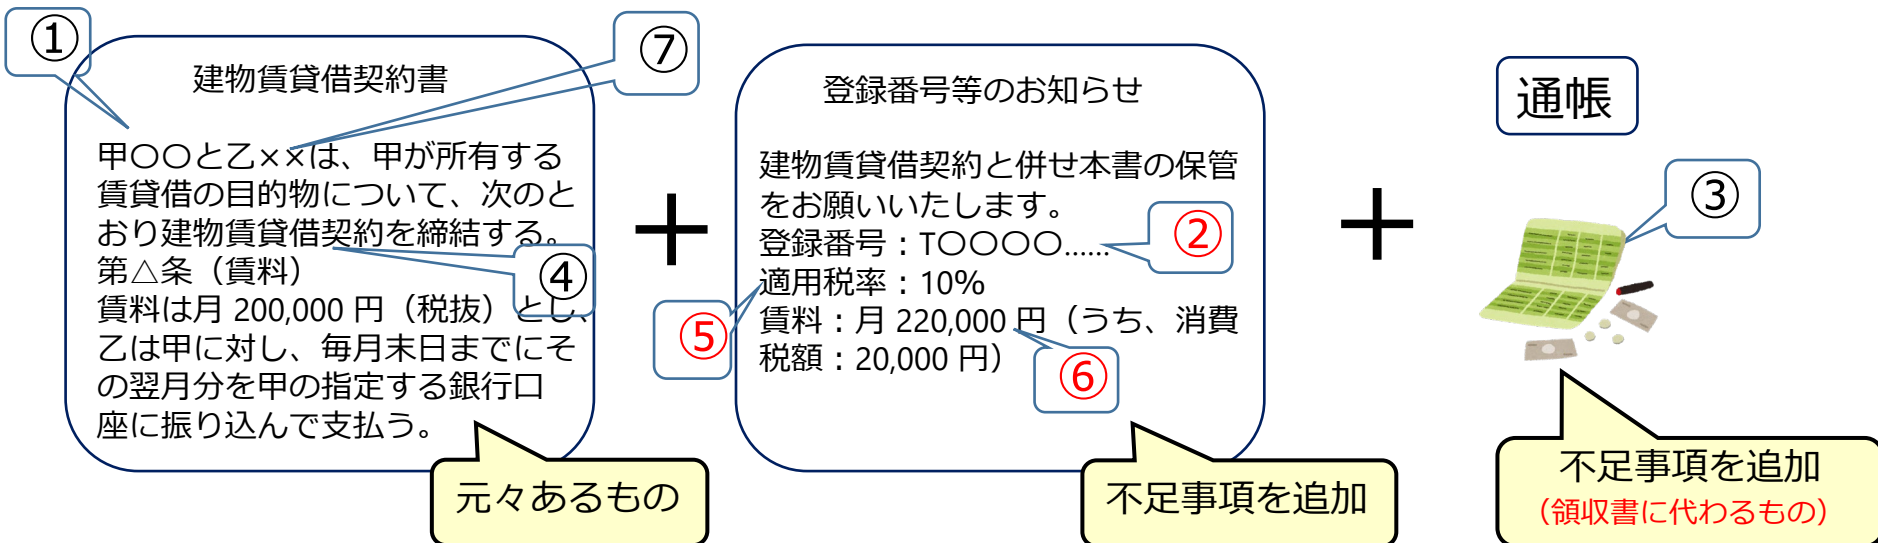 ①
⑦
建物賃貸借契約書
甲〇〇と乙××は、甲が所有する
賃貸借の目的物について、次のと
おり建物賃貸借契約を締結する。
第△条（賃料）
賃料は月 200,000 円（税抜）とし、
乙は甲に対し、毎月末日までにそ
の翌月分を甲の指定する銀行口
座に振り込んで支払う。
④
元々あるもの
＋
登録番号等のお知らせ
建物賃貸借契約と併せ本書の保管
をお願いいたします。
登録番号：T〇〇〇〇……
適用税率：10%
賃料：月 220,000 円（うち、消費
税額：20,000 円）
②
⑤
⑥
不足事項を追加
＋
通帳
③
不足事項を追加
（領収書に代わるもの）